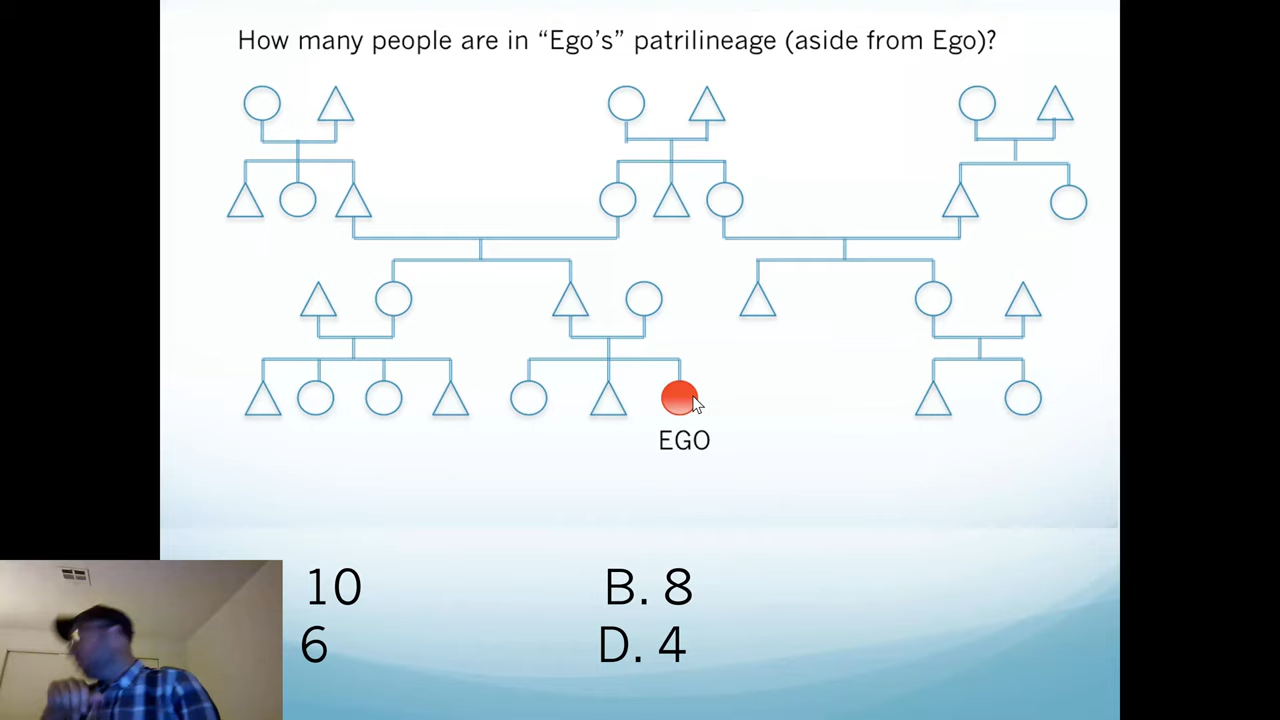 How many people are in “Ego’s” patrilineage (aside from Ego)?
EGO
10 B. 8
6 D. 4